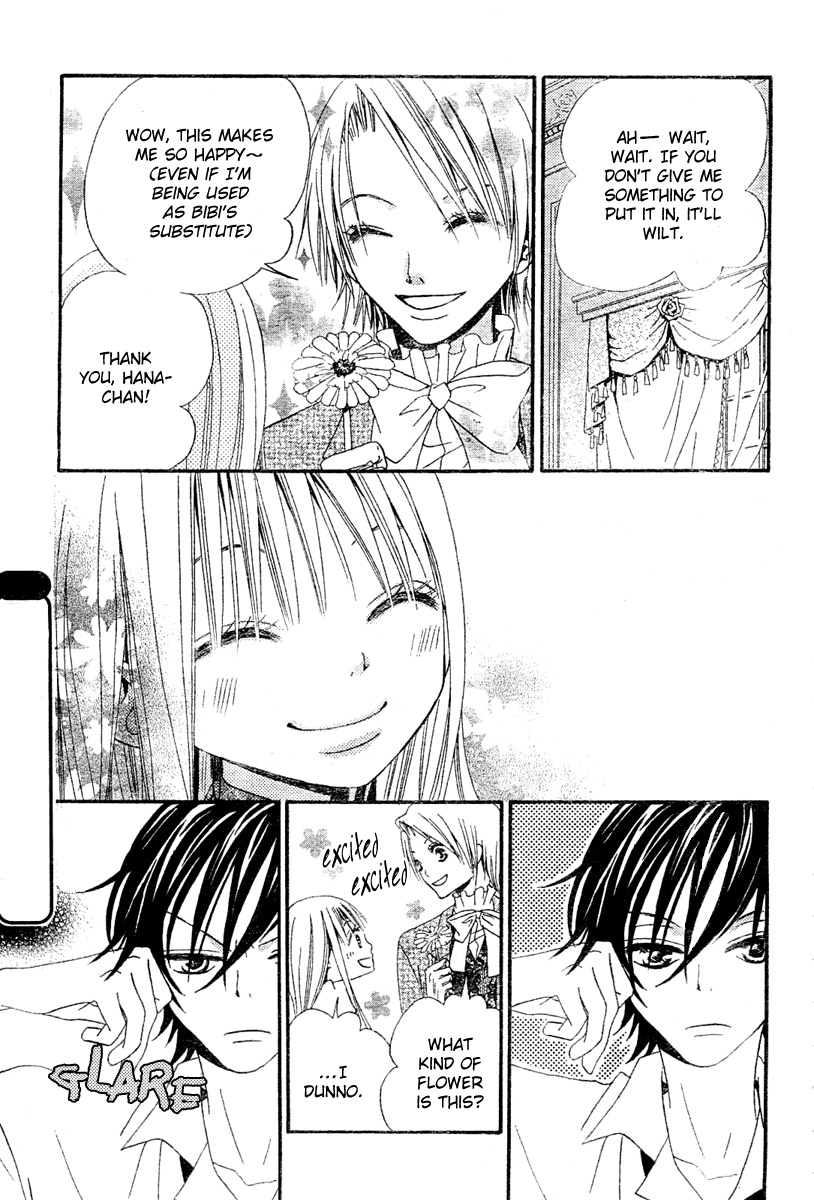 AH— WAIT,
WAIT. IF YOU
DON'T GIVE ME
SOMETHING TO
PUT IT IN, IT'LL
WILT.
WOW, THIS MAKES
ME SO HAPPY~
(EVEN IF I'M
BEING USED
AS BIBI'S
SUBSTITUTE)
THANK
YOU, HANA-
CHAN!
excited
excited
WHAT
KIND OF
FLOWER
IS THIS?
...I
DUNNO.
GLARE